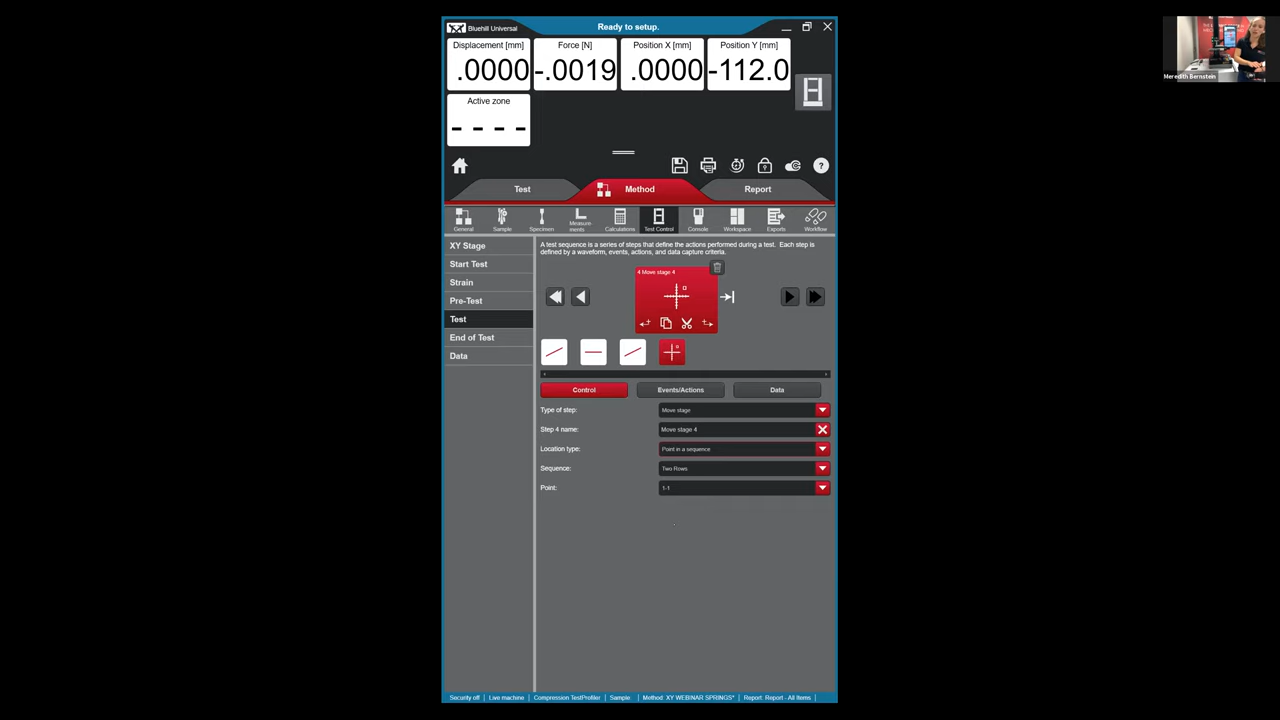 Bluehill Universal
Ready to setup.
Displacement [mm]
.0000
Force [N]
-.0019
Position X [mm]
.0000
Position Y [mm]
-112.0
Active zone
- - - -
Test
Method
Report
General
Sample
Specimen
Measure-
ments
Calculations
Test Control
Console
Workspace
Exports
Workflow
XY Stage
Start Test
Strain
Pre-Test
Test
End of Test
Data
A test sequence is a series of steps that define the actions performed during a test. Each step is
defined by a waveform, events, actions, and data capture criteria.
4 Move stage 4
Control
Events/Actions
Data
Type of step:
Move stage
Step 4 name:
Move stage 4
Location type:
Point in a sequence
Sequence:
Two Rows
Point:
1-1
Security off | Live machine | Compression TestProfiler | Sample: | Method: XY WEBINAR SPRINGS* | Report: Report - All Items |
Meredith Bernstein